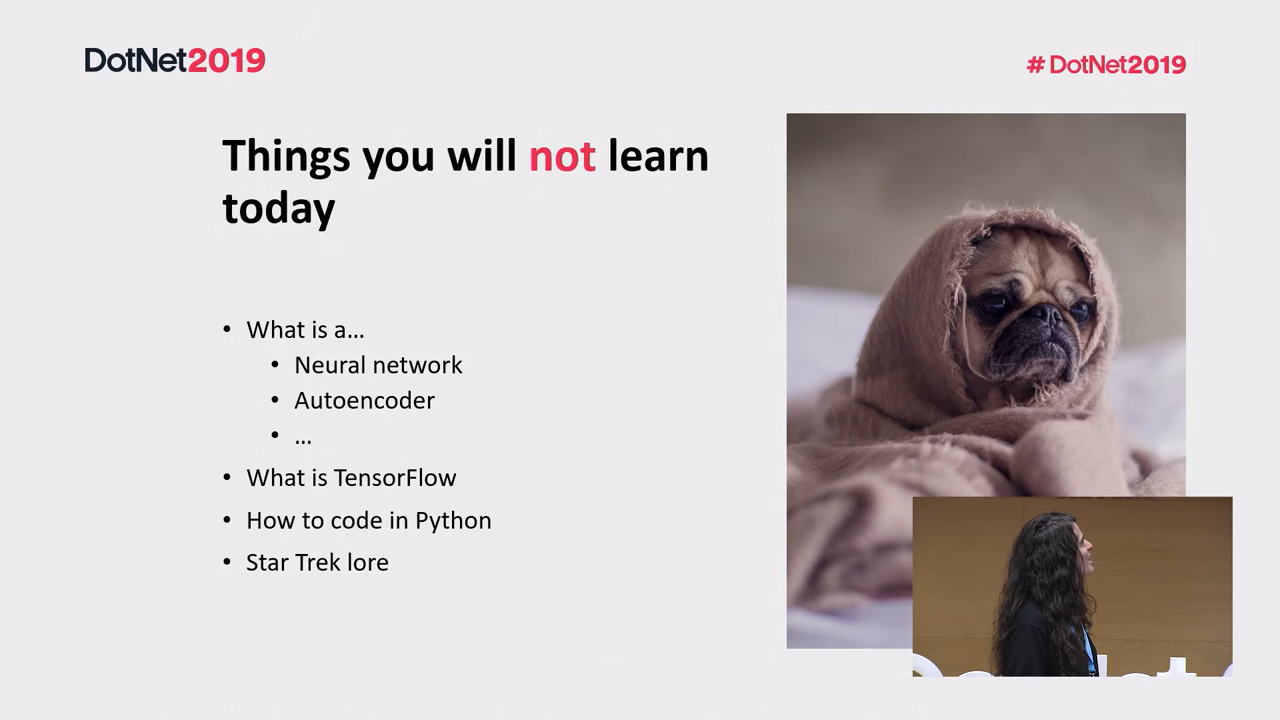 DotNet2019
# DotNet2019
Things you will not learn
today
• What is a...
• Neural network
• Autoencoder
• ...
• What is TensorFlow
• How to code in Python
• Star Trek lore